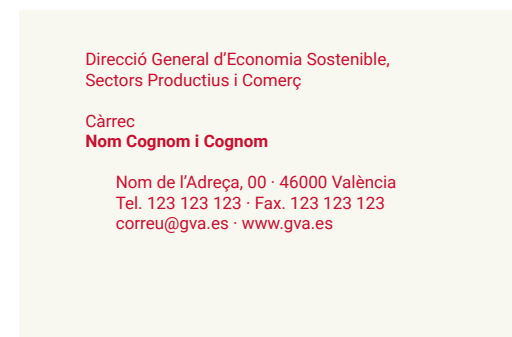 Direcció General d’Economia Sostenible,
Sectors Productius i Comerç
Càrrec
Nom Cognom i Cognom
Nom de l’Adreça, 00 · 46000 València
Tel. 123 123 123 · Fax. 123 123 123
correu@gva.es · www.gva.es